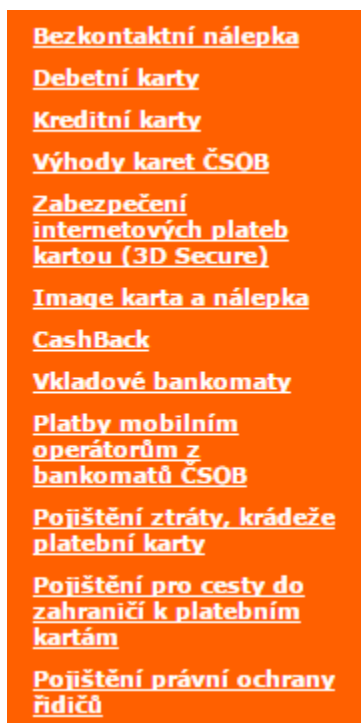 Bezkontaktní nálepka
Debetní karty
Kreditní karty
Výhody karet ČSOB
Zabezpečení
internetových plateb
kartou (3D Secure)
Image karta a nálepka
CashBack
Vkladové bankomaty
Platby mobilním
operátorům z
bankomatů ČSOB
Pojištění ztráty, krádeže
platební karty
Pojištění pro cesty do
zahraničí k platebním
kartám
Pojištění právní ochrany
řidičů